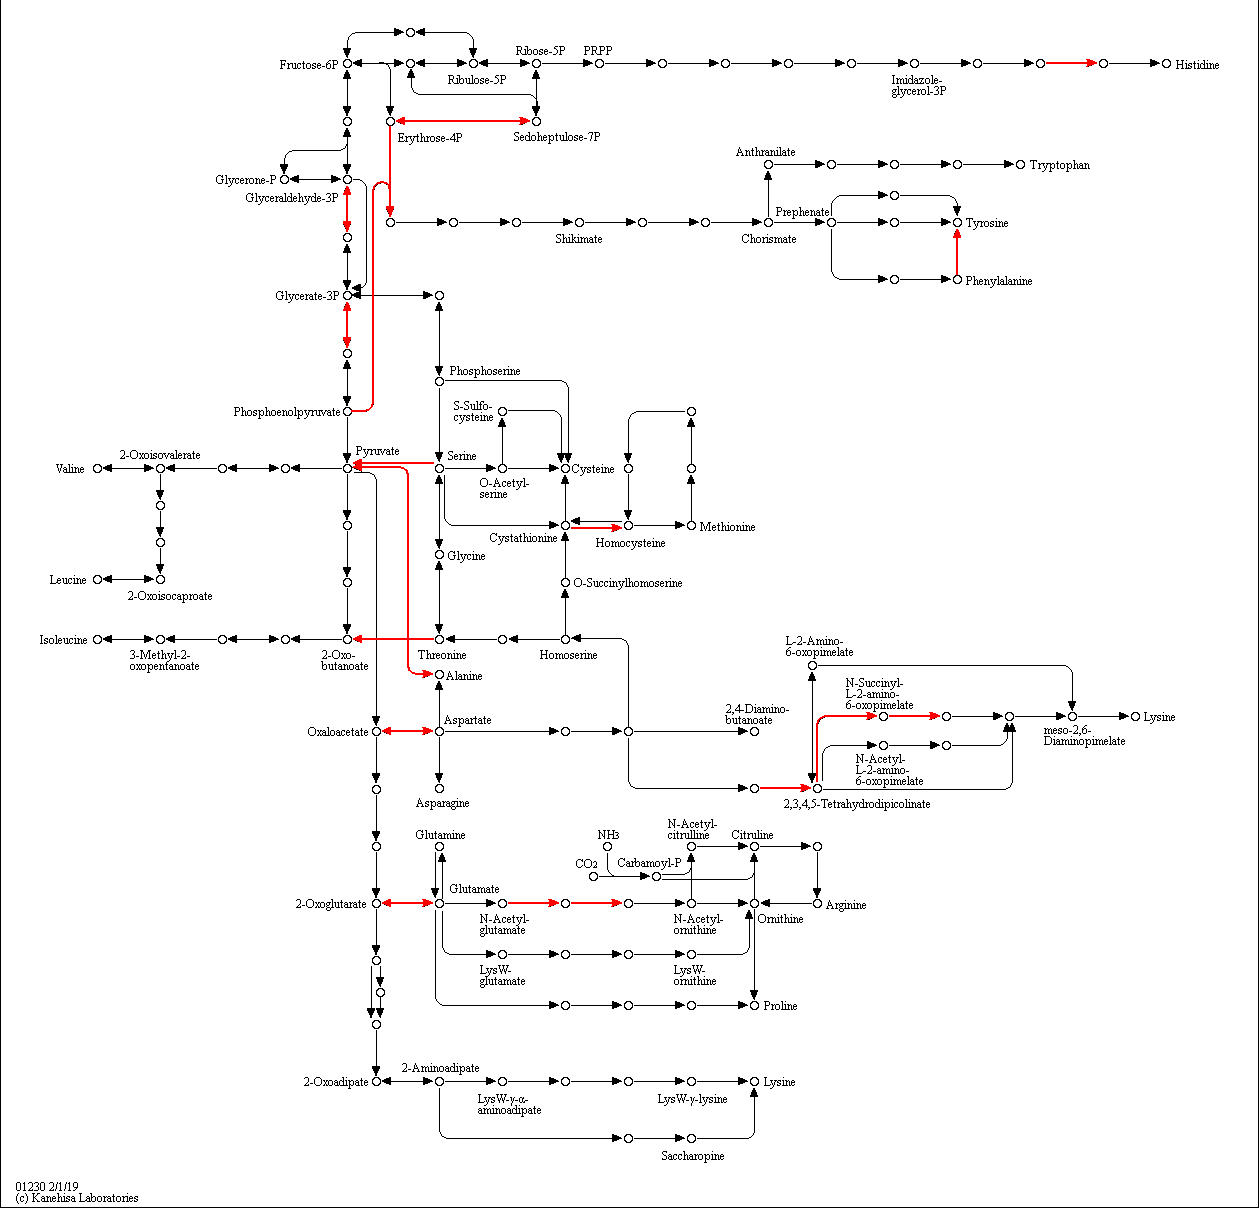 Fructose-6P
Ribulose-5P
Ribose-5P
PRPP
Imidazole-
glycerol-3P
Histidine
Erythrose-4P
Sedoheptulose-7P
Glycerone-P
Glyceraldehyde-3P
Anthranilate
Tryptophan
Prephenate
Tyrosine
Shikimate
Chorismate
Phenylalanine
Glycerate-3P
Phosphoserine
Phosphoenolpyruvate
S-Sulfo-
cysteine
Pyruvate
Serine
Cysteine
2-Oxoisovalerate
Valine
O-Acetyl-
serine
Cystathionine
Homocysteine
Methionine
Glycine
Leucine
2-Oxoisocaproate
O-Succinylhomoserine
Isoleucine
3-Methyl-2-
oxopentanoate
2-Oxo-
butanoate
Threonine
Homoserine
Alanine
L-2-Amino-
6-oxopimelate
N-Succinyl-
L-2-amino-
6-oxopimelate
2,4-Diamino-
butanoate
Oxaloacetate
Aspartate
Lysine
meso-2,6-
Diaminopimelate
N-Acetyl-
L-2-amino-
6-oxopimelate
Asparagine
2,3,4,5-Tetrahydrodipicolinate
Glutamine
NH3
N-Acetyl-
citrulline
Citruline
CO2
Carbamoyl-P
Glutamate
2-Oxoglutarate
N-Acetyl-
glutamate
N-Acetyl-
ornithine
Ornithine
Arginine
LysW-
glutamate
LysW-
ornithine
Proline
2-Aminoadipate
2-Oxoadipate
LysW-γ-α-
aminoadipate
LysW-γ-lysine
Lysine
Saccharopine
01230 2/1/19
(c) Kanehisa Laboratories